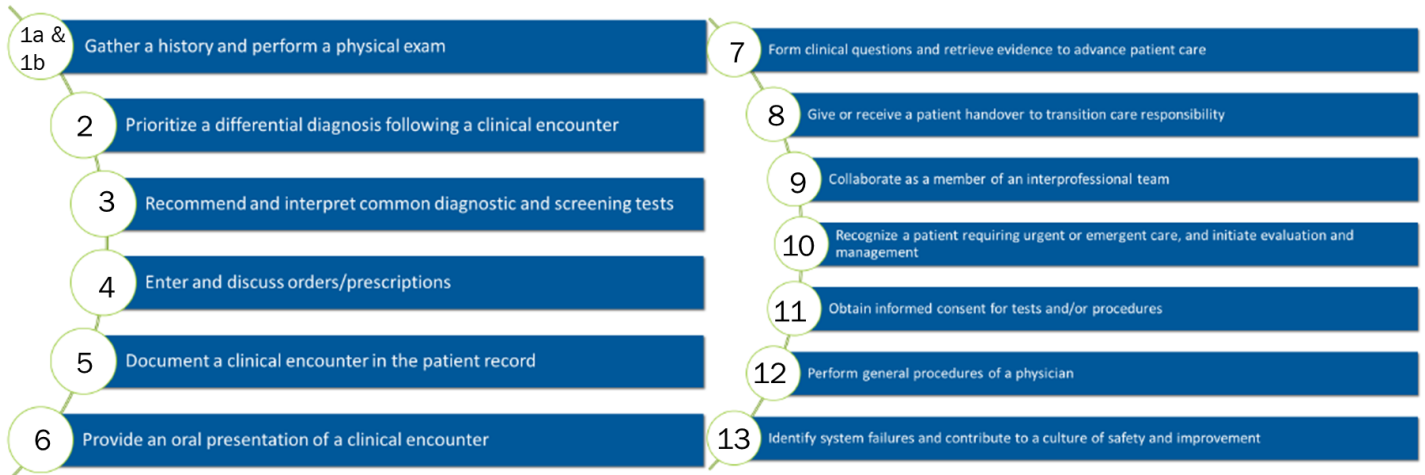 1a &
1b
Gather a history and perform a physical exam
2
Prioritize a differential diagnosis following a clinical encounter
3
Recommend and interpret common diagnostic and screening tests
4
Enter and discuss orders/prescriptions
5
Document a clinical encounter in the patient record
6
Provide an oral presentation of a clinical encounter
7
Form clinical questions and retrieve evidence to advance patient care
8
Give or receive a patient handover to transition care responsibility
9
Collaborate as a member of an interprofessional team
10
Recognize a patient requiring urgent or emergent care, and initiate evaluation and
management
11
Obtain informed consent for tests and/or procedures
12
Perform general procedures of a physician
13
Identify system failures and contribute to a culture of safety and improvement